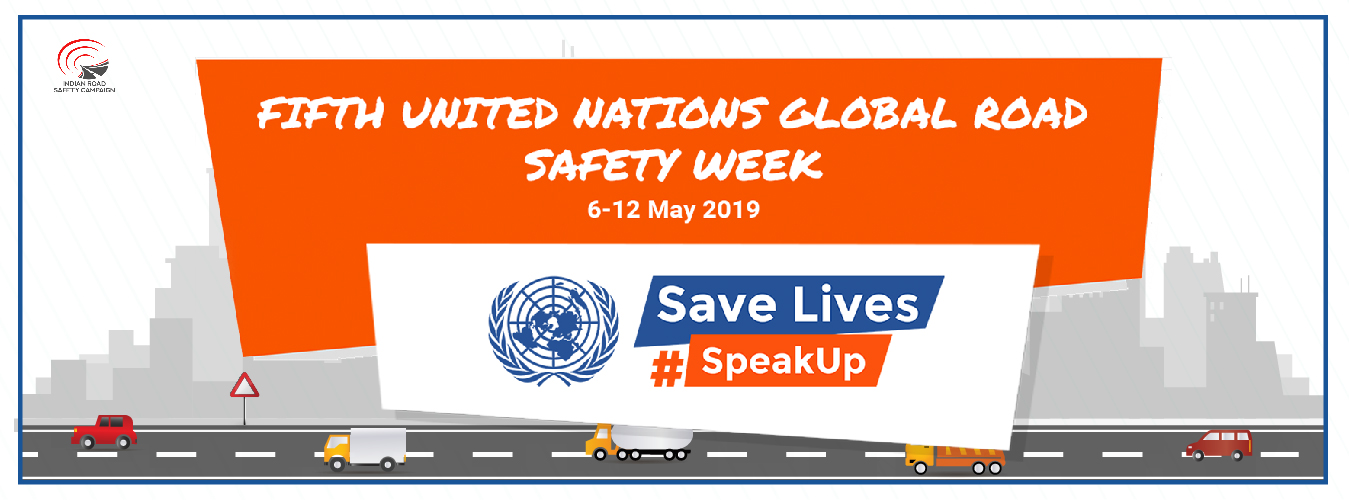 INDIAN ROAD
SAFETY CAMPAIGN
FIFTH UNITED NATIONS GLOBAL ROAD
SAFETY WEEK
6-12 May 2019
Save Lives
#SpeakUp